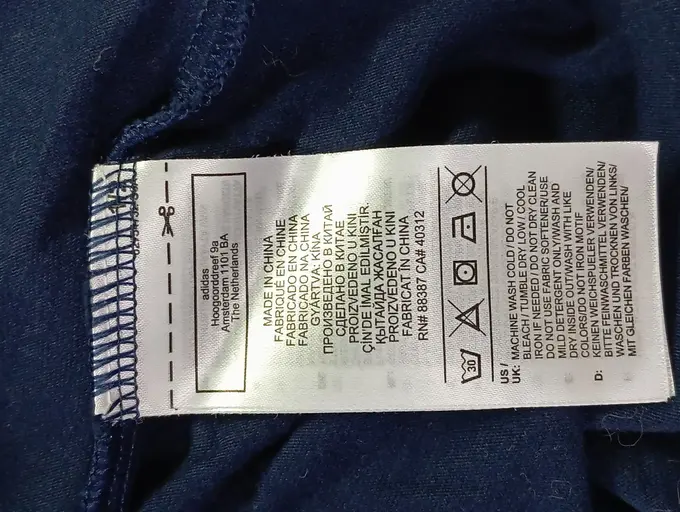 adidas
Hoogoorddreef 9a
Amsterdam 1101 BA
The Netherlands
MADE IN CHINA
FABRIQUÉ EN CHINE
FABRICADO EN CHINA
FABRICADO NA CHINA
GYÁRTVA: KÍNA
ПРОИЗВЕДЕНО В КИТАЙ
СДЕЛАНО В КИТАЕ
PROIZVEDENO U KINI
ÇİN'DE İMAL EDİLMİŞTİR.
ҚЫТАЙДА ЖАСАЛҒАН
PROIZVEDENO U KINI
FABRICAT ÎN CHINA
RN# 88387 CA# 40312
30
US /
UK: MACHINE WASH COLD / DO NOT
BLEACH / TUMBLE DRY LOW / COOL
IRON IF NEEDED / DO NOT DRY CLEAN
DO NOT USE FABRIC SOFTENER/USE
MILD DETERGENT ONLY/WASH AND
DRY INSIDE OUT/WASH WITH LIKE
COLORS/DO NOT IRON MOTIF
D: KEINEN WEICHSPUELER VERWENDEN/
BITTE FEINWASCHMITTEL VERWENDEN/
WASCHEN UND TROCKNEN VON LINKS/
MIT GLEICHEN FARBEN WASCHEN/